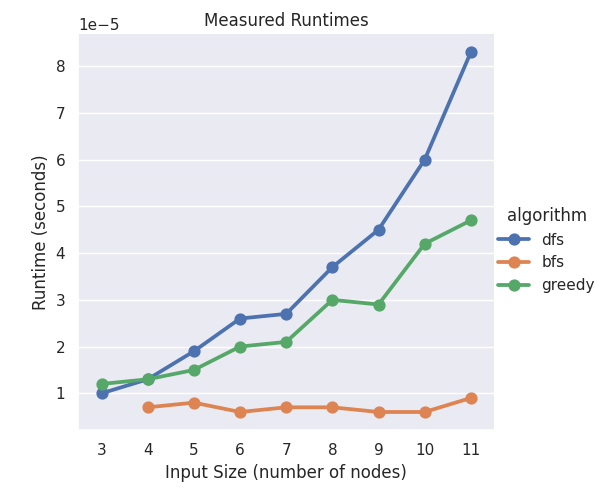 Measured Runtimes
1e−5
8
7
6
5
4
3
2
1
Runtime (seconds)
3 4 5 6 7 8 9 10 11
Input Size (number of nodes)
algorithm
dfs
bfs
greedy